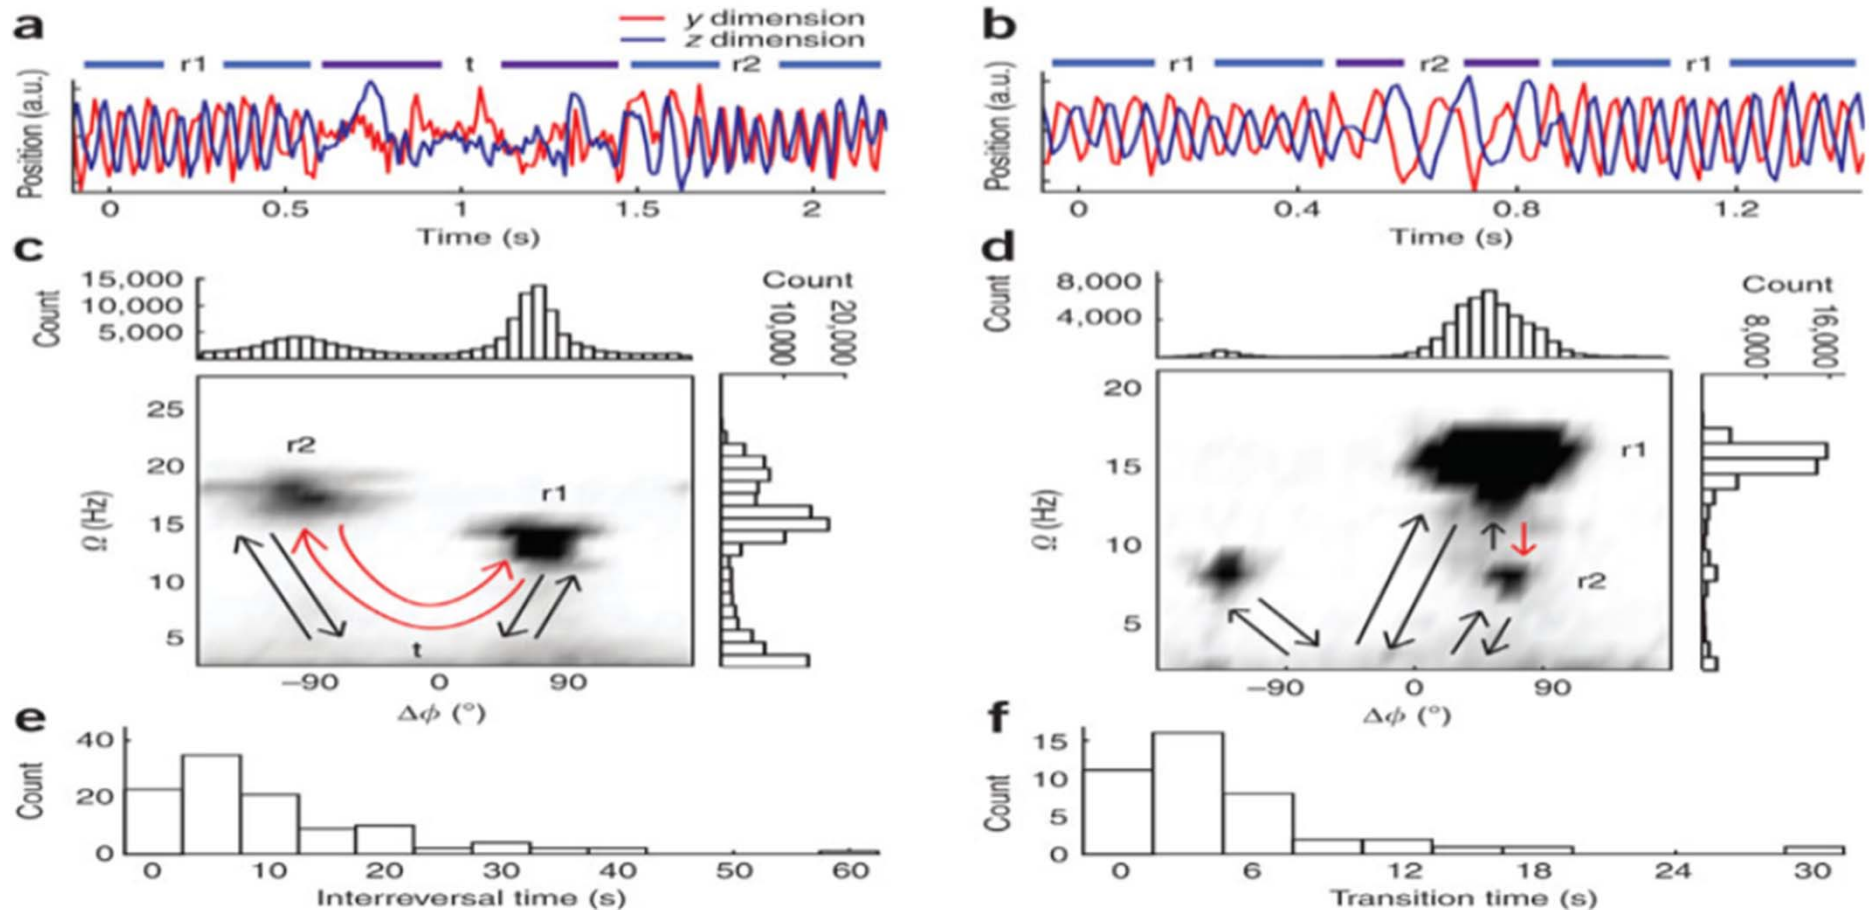 a
y dimension
z dimension
r1 t r2
Position (a.u.)
0 0.5 1 1.5 2
Time (s)
b
r1 r2 r1
Position (a.u.)
0 0.4 0.8 1.2
Time (s)
c
Count
15,000
10,000
5,000
Count
10,000
20,000
Ω (Hz)
25
20
15
10
5
r2
r1
t
−90 0 90
Δϕ (°)
d
Count
8,000
4,000
Count
8,000
16,000
Ω (Hz)
20
15
10
5
r1
r2
−90 0 90
Δϕ (°)
e
Count
40
20
0
0 10 20 30 40 50 60
Interreversal time (s)
f
Count
15
10
5
0
0 6 12 18 24 30
Transition time (s)